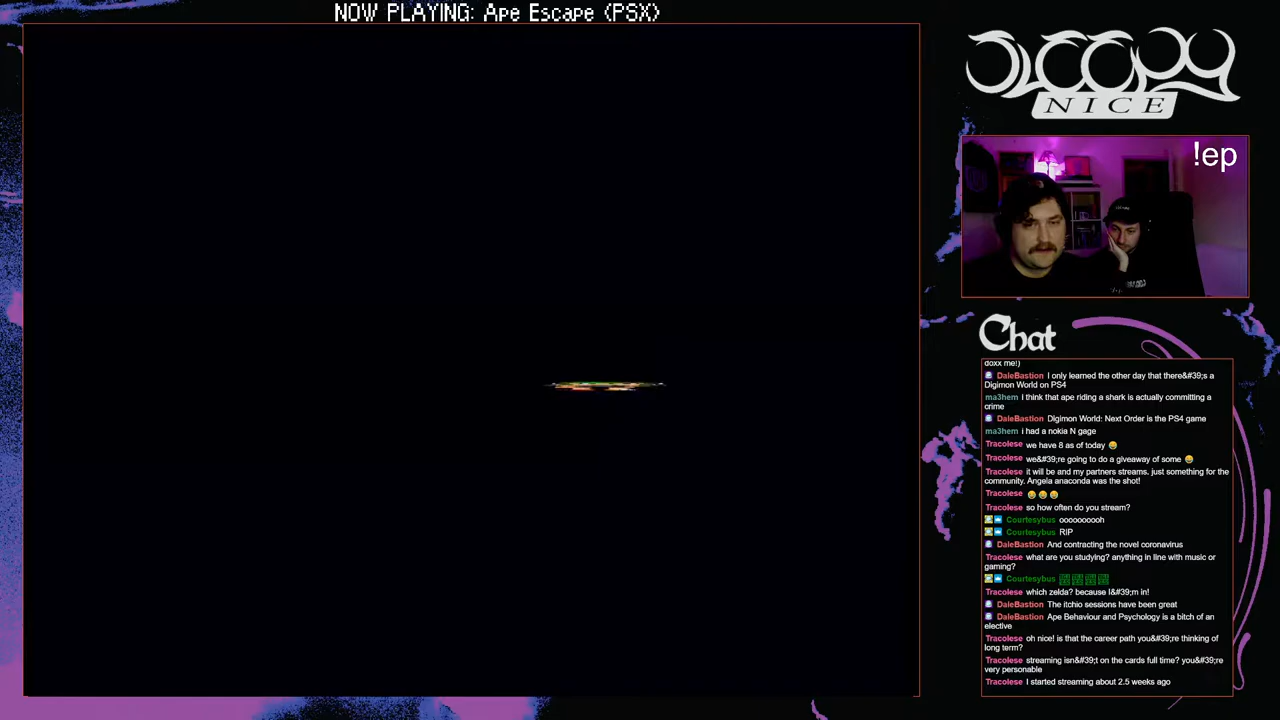 NOW PLAYING: Ape Escape (PSX)
NICE
!ep
Chat
doxx me!)
DaleBastion I only learned the other day that there&#39;s a
Digimon World on PS4
ma3hem I think that ape riding a shark is actually committing a
crime
DaleBastion Digimon World: Next Order is the PS4 game
ma3hem i had a nokia N gage
Tracolese we have 8 as of today 😂
Tracolese we&#39;re going to do a giveaway of some 😂
Tracolese it will be and my partners streams. just something for the
community. Angela anaconda was the shot!
Tracolese 😂 😂 😂
Tracolese so how often do you stream?
Courtesybus oooooooooh
Courtesybus RIP
DaleBastion And contracting the novel coronavirus
Tracolese what are you studying? anything in line with music or
gaming?
Courtesybus
Tracolese which zelda? because I&#39;m in!
DaleBastion The itchio sessions have been great
DaleBastion Ape Behaviour and Psychology is a bitch of an
elective
Tracolese oh nice! is that the career path you&#39;re thinking of
long term?
Tracolese streaming isn&#39;t on the cards full time? you&#39;re
very personable
Tracolese I started streaming about 2.5 weeks ago